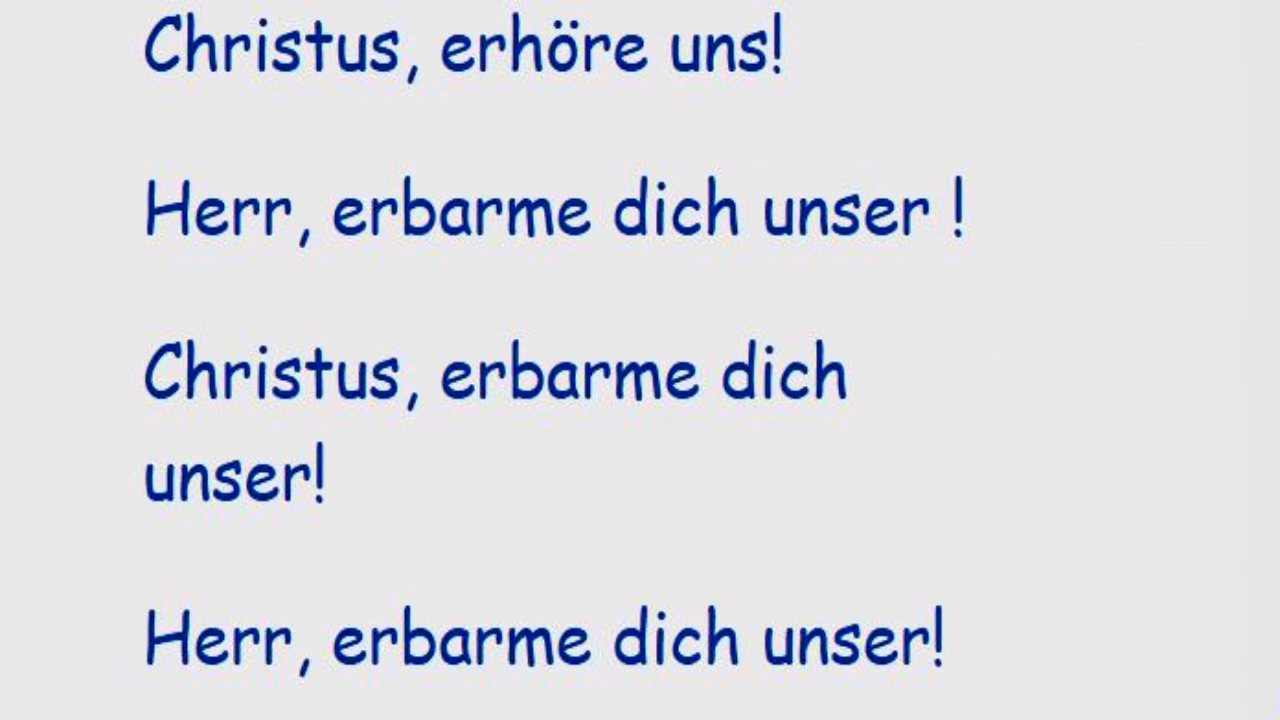 Christus, erhöre uns!
Herr, erbarme dich unser !
Christus, erbarme dich
unser!
Herr, erbarme dich unser!